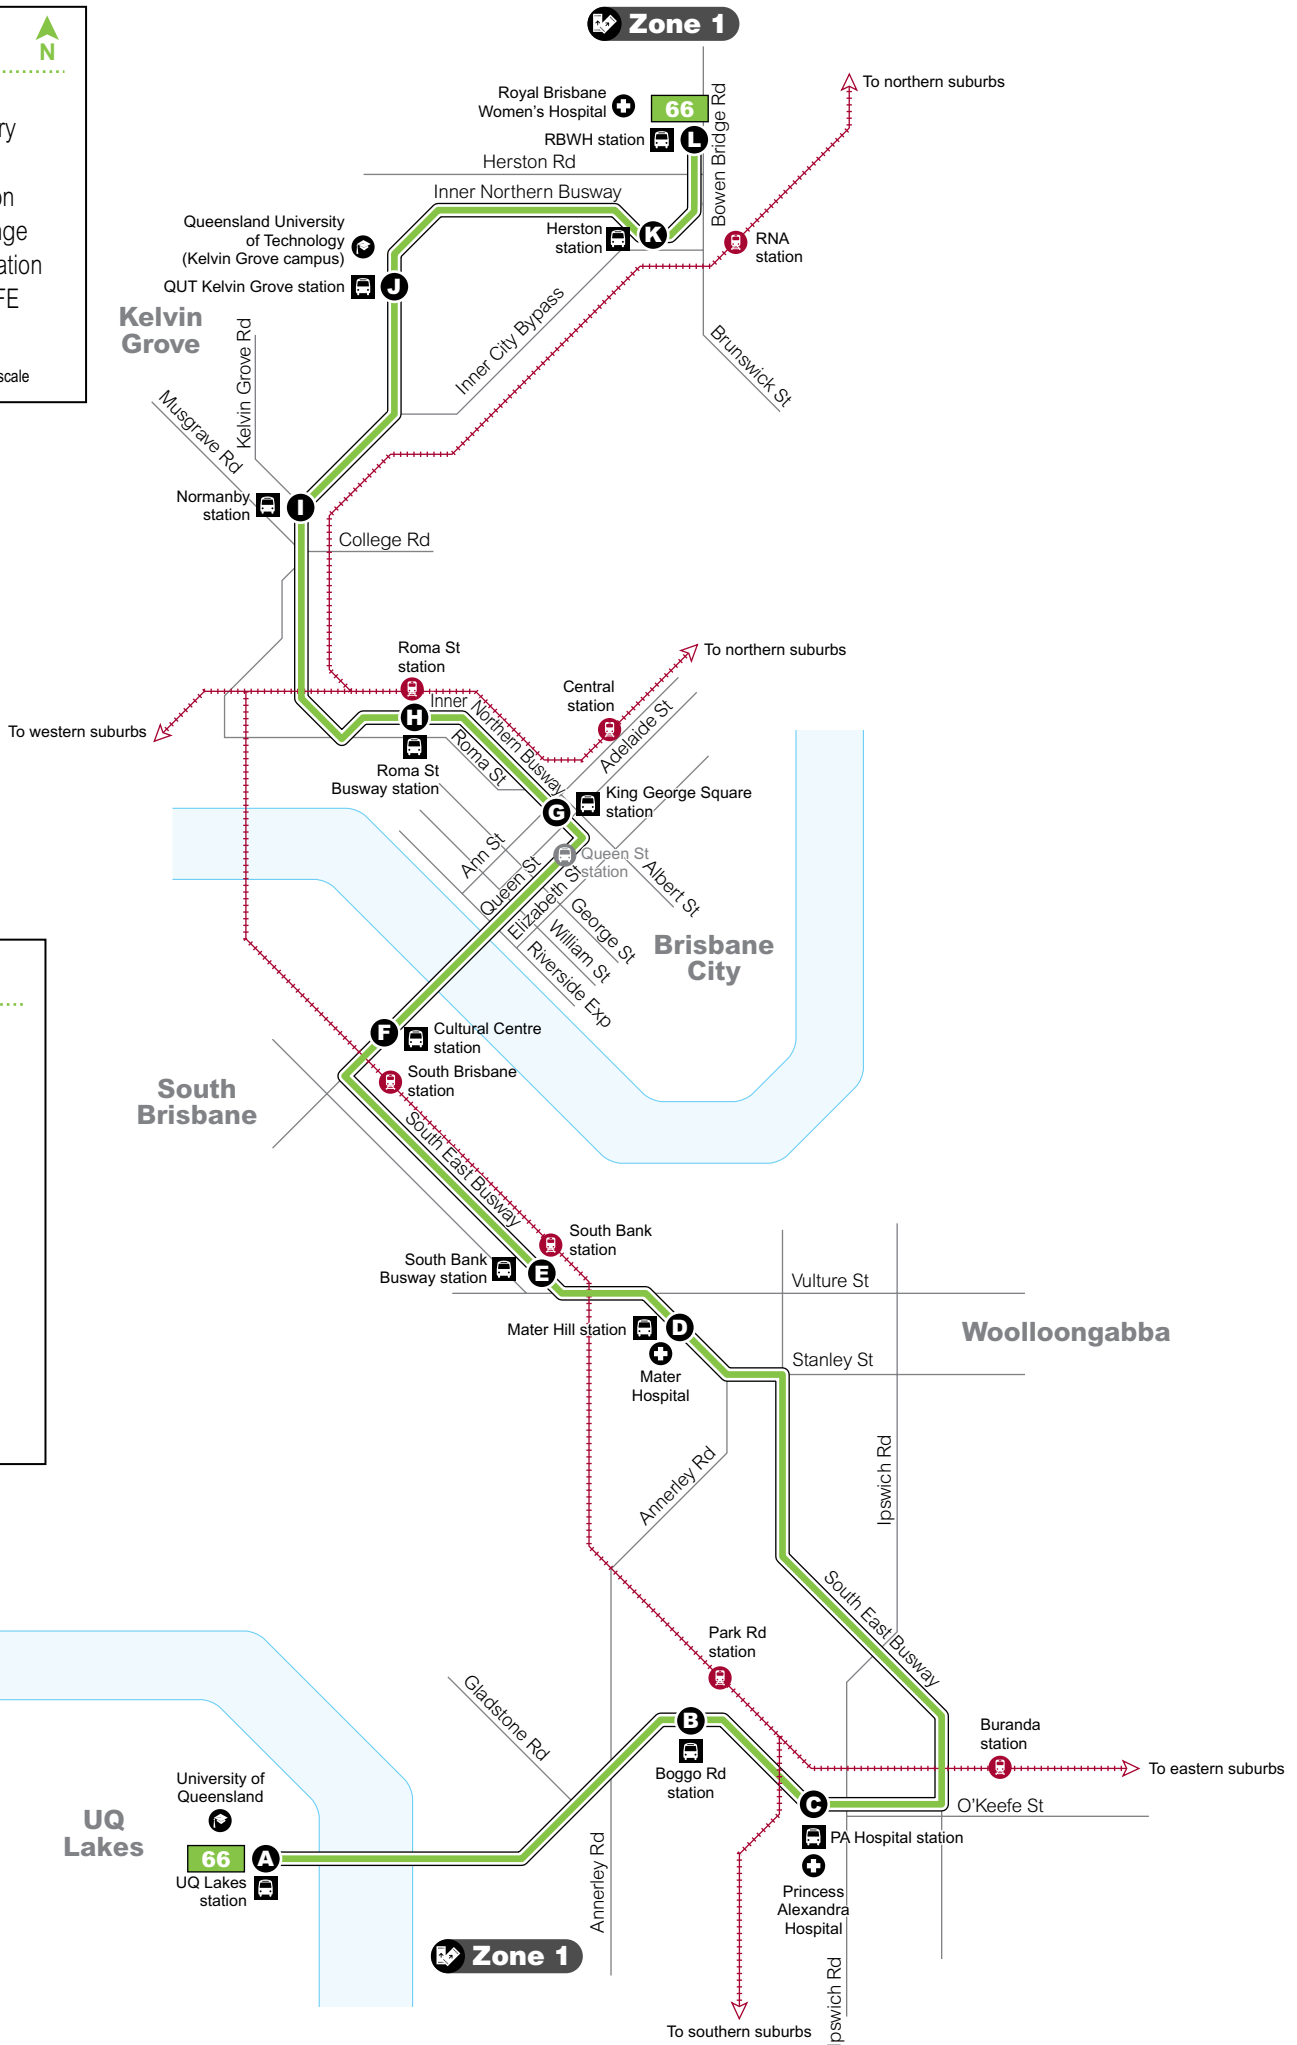 Zone 1
N
ry
on
nge
ation
FE
scale
To northern suburbs
Royal Brisbane
Women's Hospital
66
RBWH station
L
Bowen Bridge Rd
Herston Rd
Inner Northern Busway
Queensland University
of Technology
(Kelvin Grove campus)
Herston
station
K
RNA
station
QUT Kelvin Grove station
J
Kelvin
Grove
Kelvin Grove Rd
Inner City Bypass
Brunswick St
Musgrave Rd
Normanby
station
I
College Rd
Roma St
station
To northern suburbs
Central
station
To western suburbs
H
Inner Northern Busway
Adelaide St
Roma St
Roma St
Busway station
King George Square
station
G
Ann St
Queen St
station
Queen St
Albert St
Elizabeth St
George St
William St
Riverside Exp
Brisbane
City
F
Cultural Centre
station
South Brisbane
station
South
Brisbane
South East Busway
South Bank
station
South Bank
Busway station
E
Vulture St
Mater Hill station
D
Woolloongabba
Mater
Hospital
Stanley St
Annerley Rd
Ipswich Rd
South East Busway
Park Rd
station
Gladstone Rd
B
Boggo Rd
station
Buranda
station
To eastern suburbs
University of
Queensland
C
O'Keefe St
UQ
Lakes
66
A
PA Hospital station
UQ Lakes
station
Annerley Rd
Princess
Alexandra
Hospital
Zone 1
Ipswich Rd
To southern suburbs